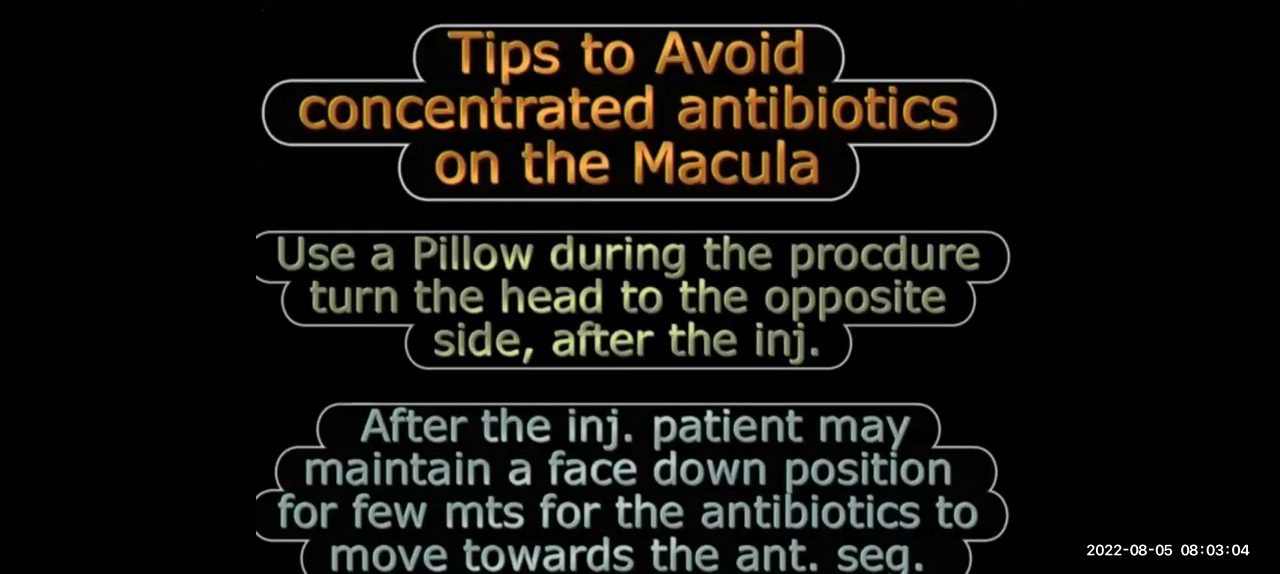 Tips to Avoid
concentrated antibiotics
on the Macula
Use a Pillow during the procdure
turn the head to the opposite
side, after the inj.
After the inj. patient may
maintain a face down position
for few mts for the antibiotics to
move towards the ant. seg.
2022-08-05 08:03:04